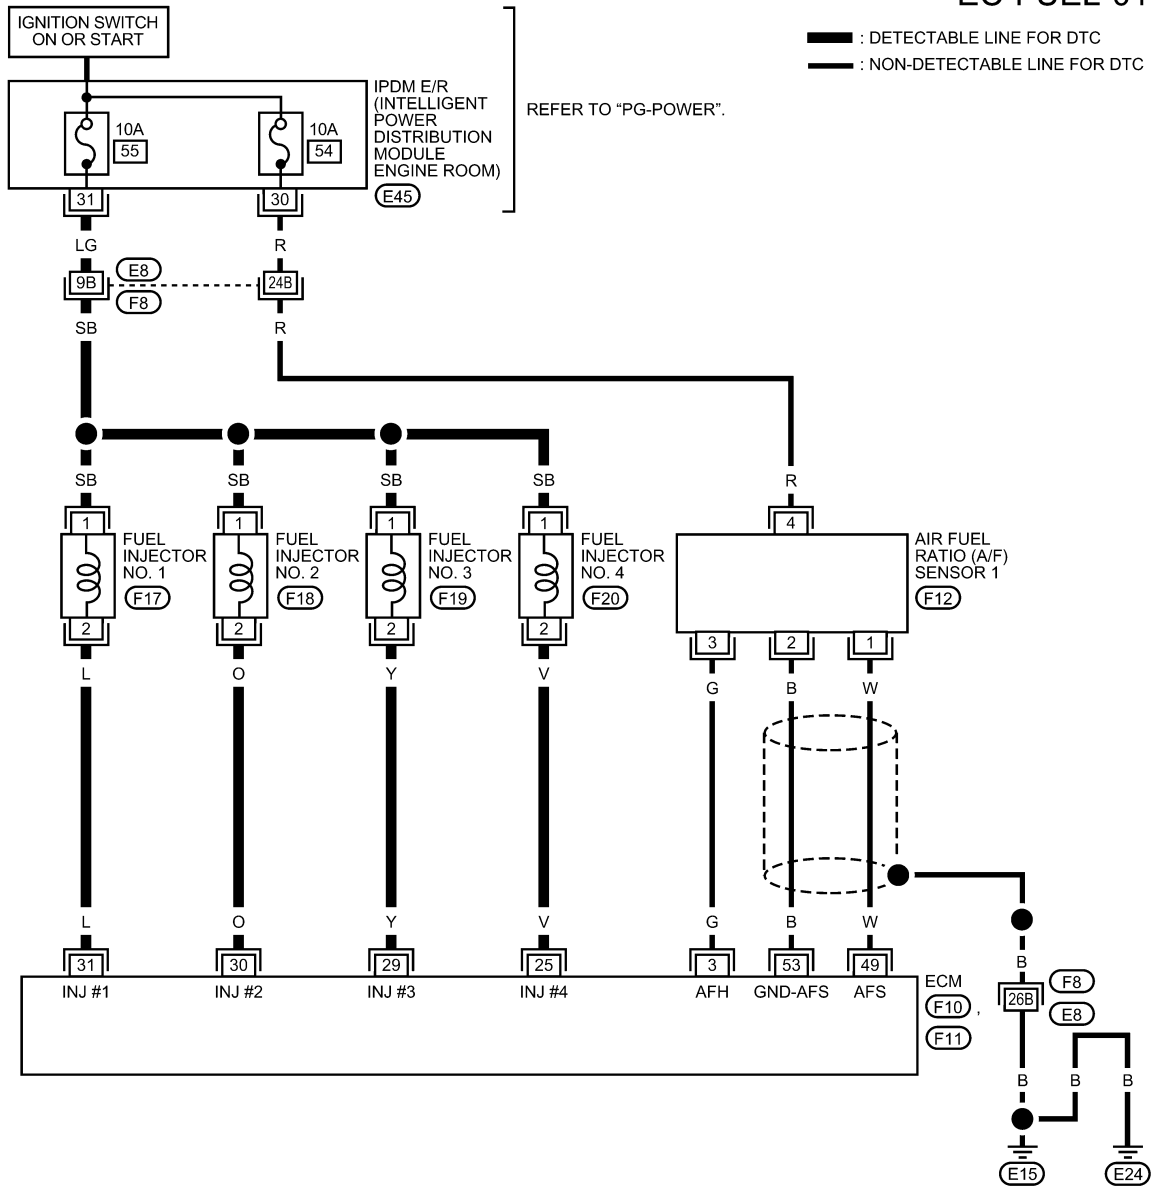 IGNITION SWITCH
ON OR START
: DETECTABLE LINE FOR DTC
: NON-DETECTABLE LINE FOR DTC
IPDM E/R
(INTELLIGENT
POWER
DISTRIBUTION
MODULE
ENGINE ROOM)
E45
REFER TO “PG-POWER”.
10A
55
10A
54
31
30
LG
R
9B
E8
F8
24B
SB
R
SB
SB
SB
SB
R
1
1
1
1
4
FUEL
INJECTOR
NO. 1
F17
FUEL
INJECTOR
NO. 2
F18
FUEL
INJECTOR
NO. 3
F19
FUEL
INJECTOR
NO. 4
F20
AIR FUEL
RATIO (A/F)
SENSOR 1
F12
2
2
2
2
3
2
1
L
O
Y
V
G
B
W
L
O
Y
V
G
B
W
31
30
29
25
3
53
49
INJ #1
INJ #2
INJ #3
INJ #4
AFH
GND-AFS
AFS
ECM
F10 ,
F11
B
26B
F8
E8
B
B
B
E15
E24